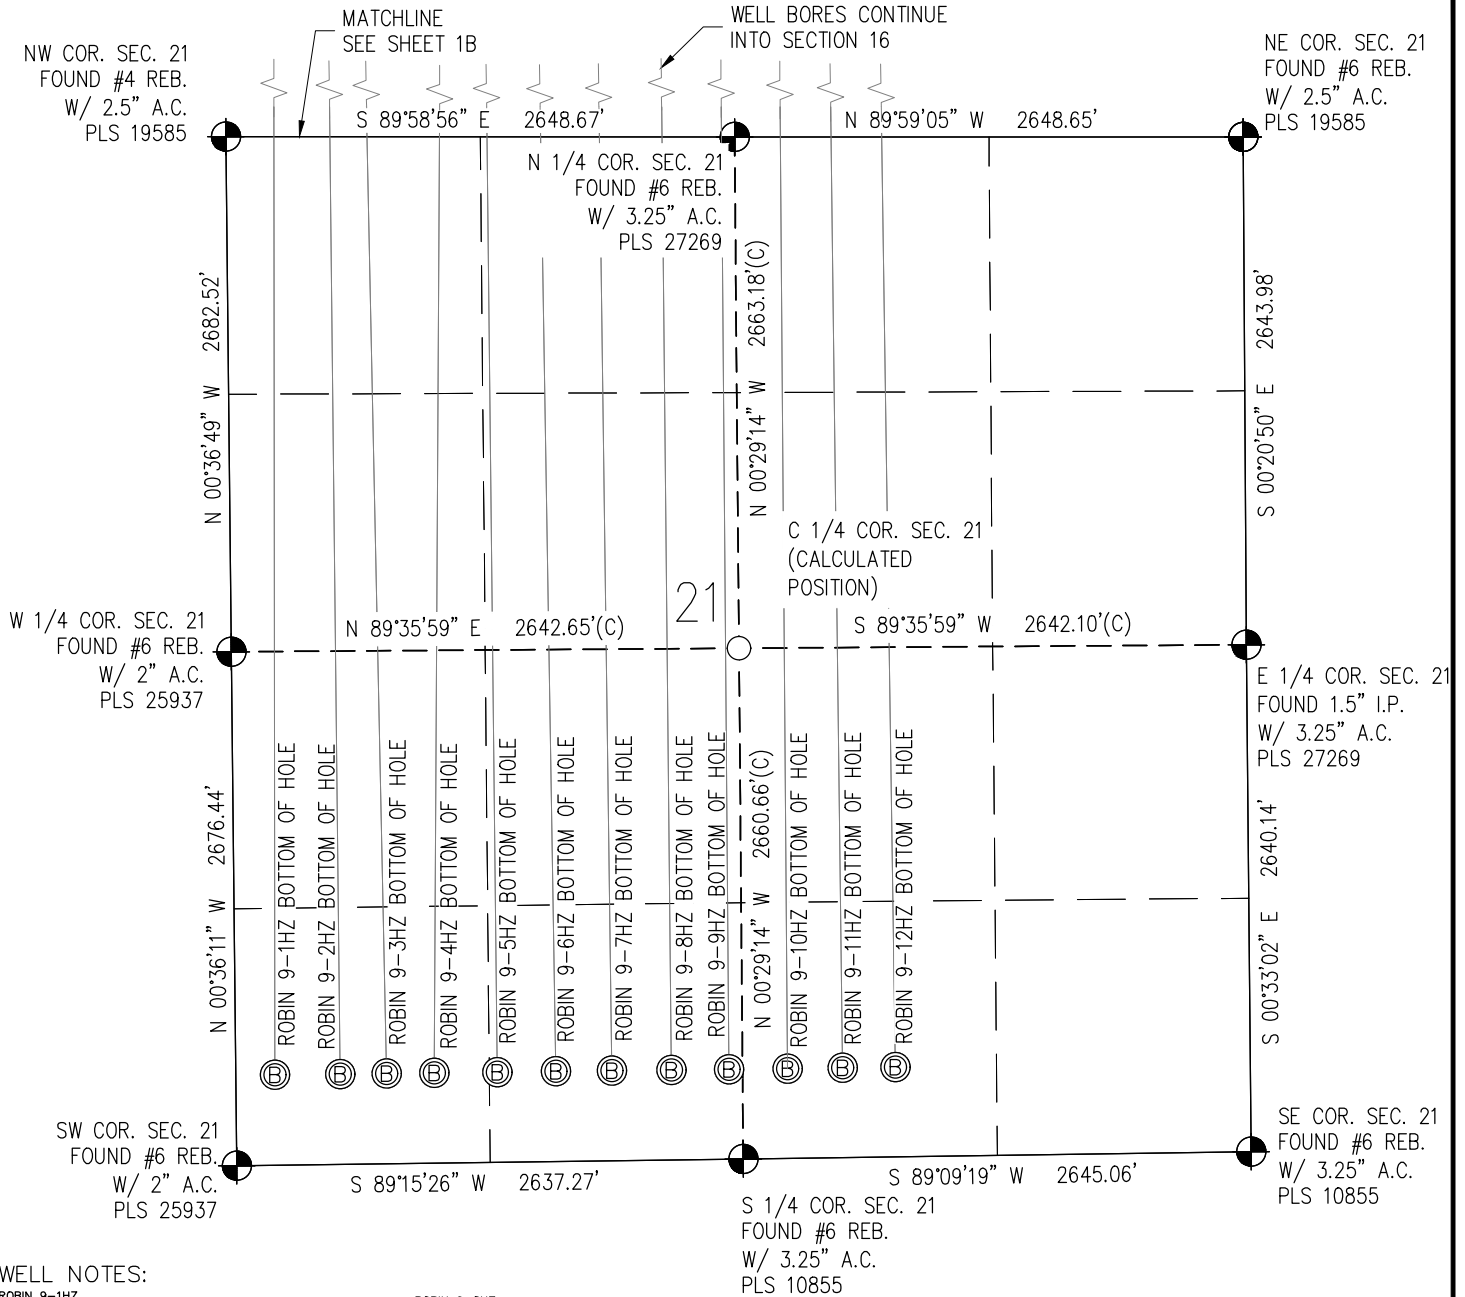 MATCHLINE
SEE SHEET 1B
WELL BORES CONTINUE
INTO SECTION 16
NW COR. SEC. 21
FOUND #4 REB.
W/ 2.5" A.C.
PLS 19585
NE COR. SEC. 21
FOUND #6 REB.
W/ 2.5" A.C.
PLS 19585
S 89°58'56" E 2648.67'
N 89°59'05" W 2648.65'
N 1/4 COR. SEC. 21
FOUND #6 REB.
W/ 3.25" A.C.
PLS 27269
N 00°36'49" W 2682.52'
N 00°29'14" W 2663.18'(C)
S 00°20'50" E 2643.98'
C 1/4 COR. SEC. 21
(CALCULATED
POSITION)
21
W 1/4 COR. SEC. 21
FOUND #6 REB.
W/ 2" A.C.
PLS 25937
N 89°35'59" E 2642.65'(C)
S 89°35'59" W 2642.10'(C)
E 1/4 COR. SEC. 21
FOUND 1.5" I.P.
W/ 3.25" A.C.
PLS 27269
N 00°36'11" W 2676.44'
ROBIN 9-1HZ BOTTOM OF HOLE
ROBIN 9-2HZ BOTTOM OF HOLE
ROBIN 9-3HZ BOTTOM OF HOLE
ROBIN 9-4HZ BOTTOM OF HOLE
ROBIN 9-5HZ BOTTOM OF HOLE
ROBIN 9-6HZ BOTTOM OF HOLE
ROBIN 9-7HZ BOTTOM OF HOLE
ROBIN 9-8HZ BOTTOM OF HOLE
ROBIN 9-9HZ BOTTOM OF HOLE
N 00°29'14" W 2660.66'(C)
ROBIN 9-10HZ BOTTOM OF HOLE
ROBIN 9-11HZ BOTTOM OF HOLE
ROBIN 9-12HZ BOTTOM OF HOLE
S 00°33'02" E 2640.14'
B B B B B B B B B B B B
SW COR. SEC. 21
FOUND #6 REB.
W/ 2" A.C.
PLS 25937
S 89°15'26" W 2637.27'
S 89°09'19" W 2645.06'
SE COR. SEC. 21
FOUND #6 REB.
W/ 3.25" A.C.
PLS 10855
S 1/4 COR. SEC. 21
FOUND #6 REB.
W/ 3.25" A.C.
PLS 10855
WELL NOTES:
ROBIN 9-1HZ